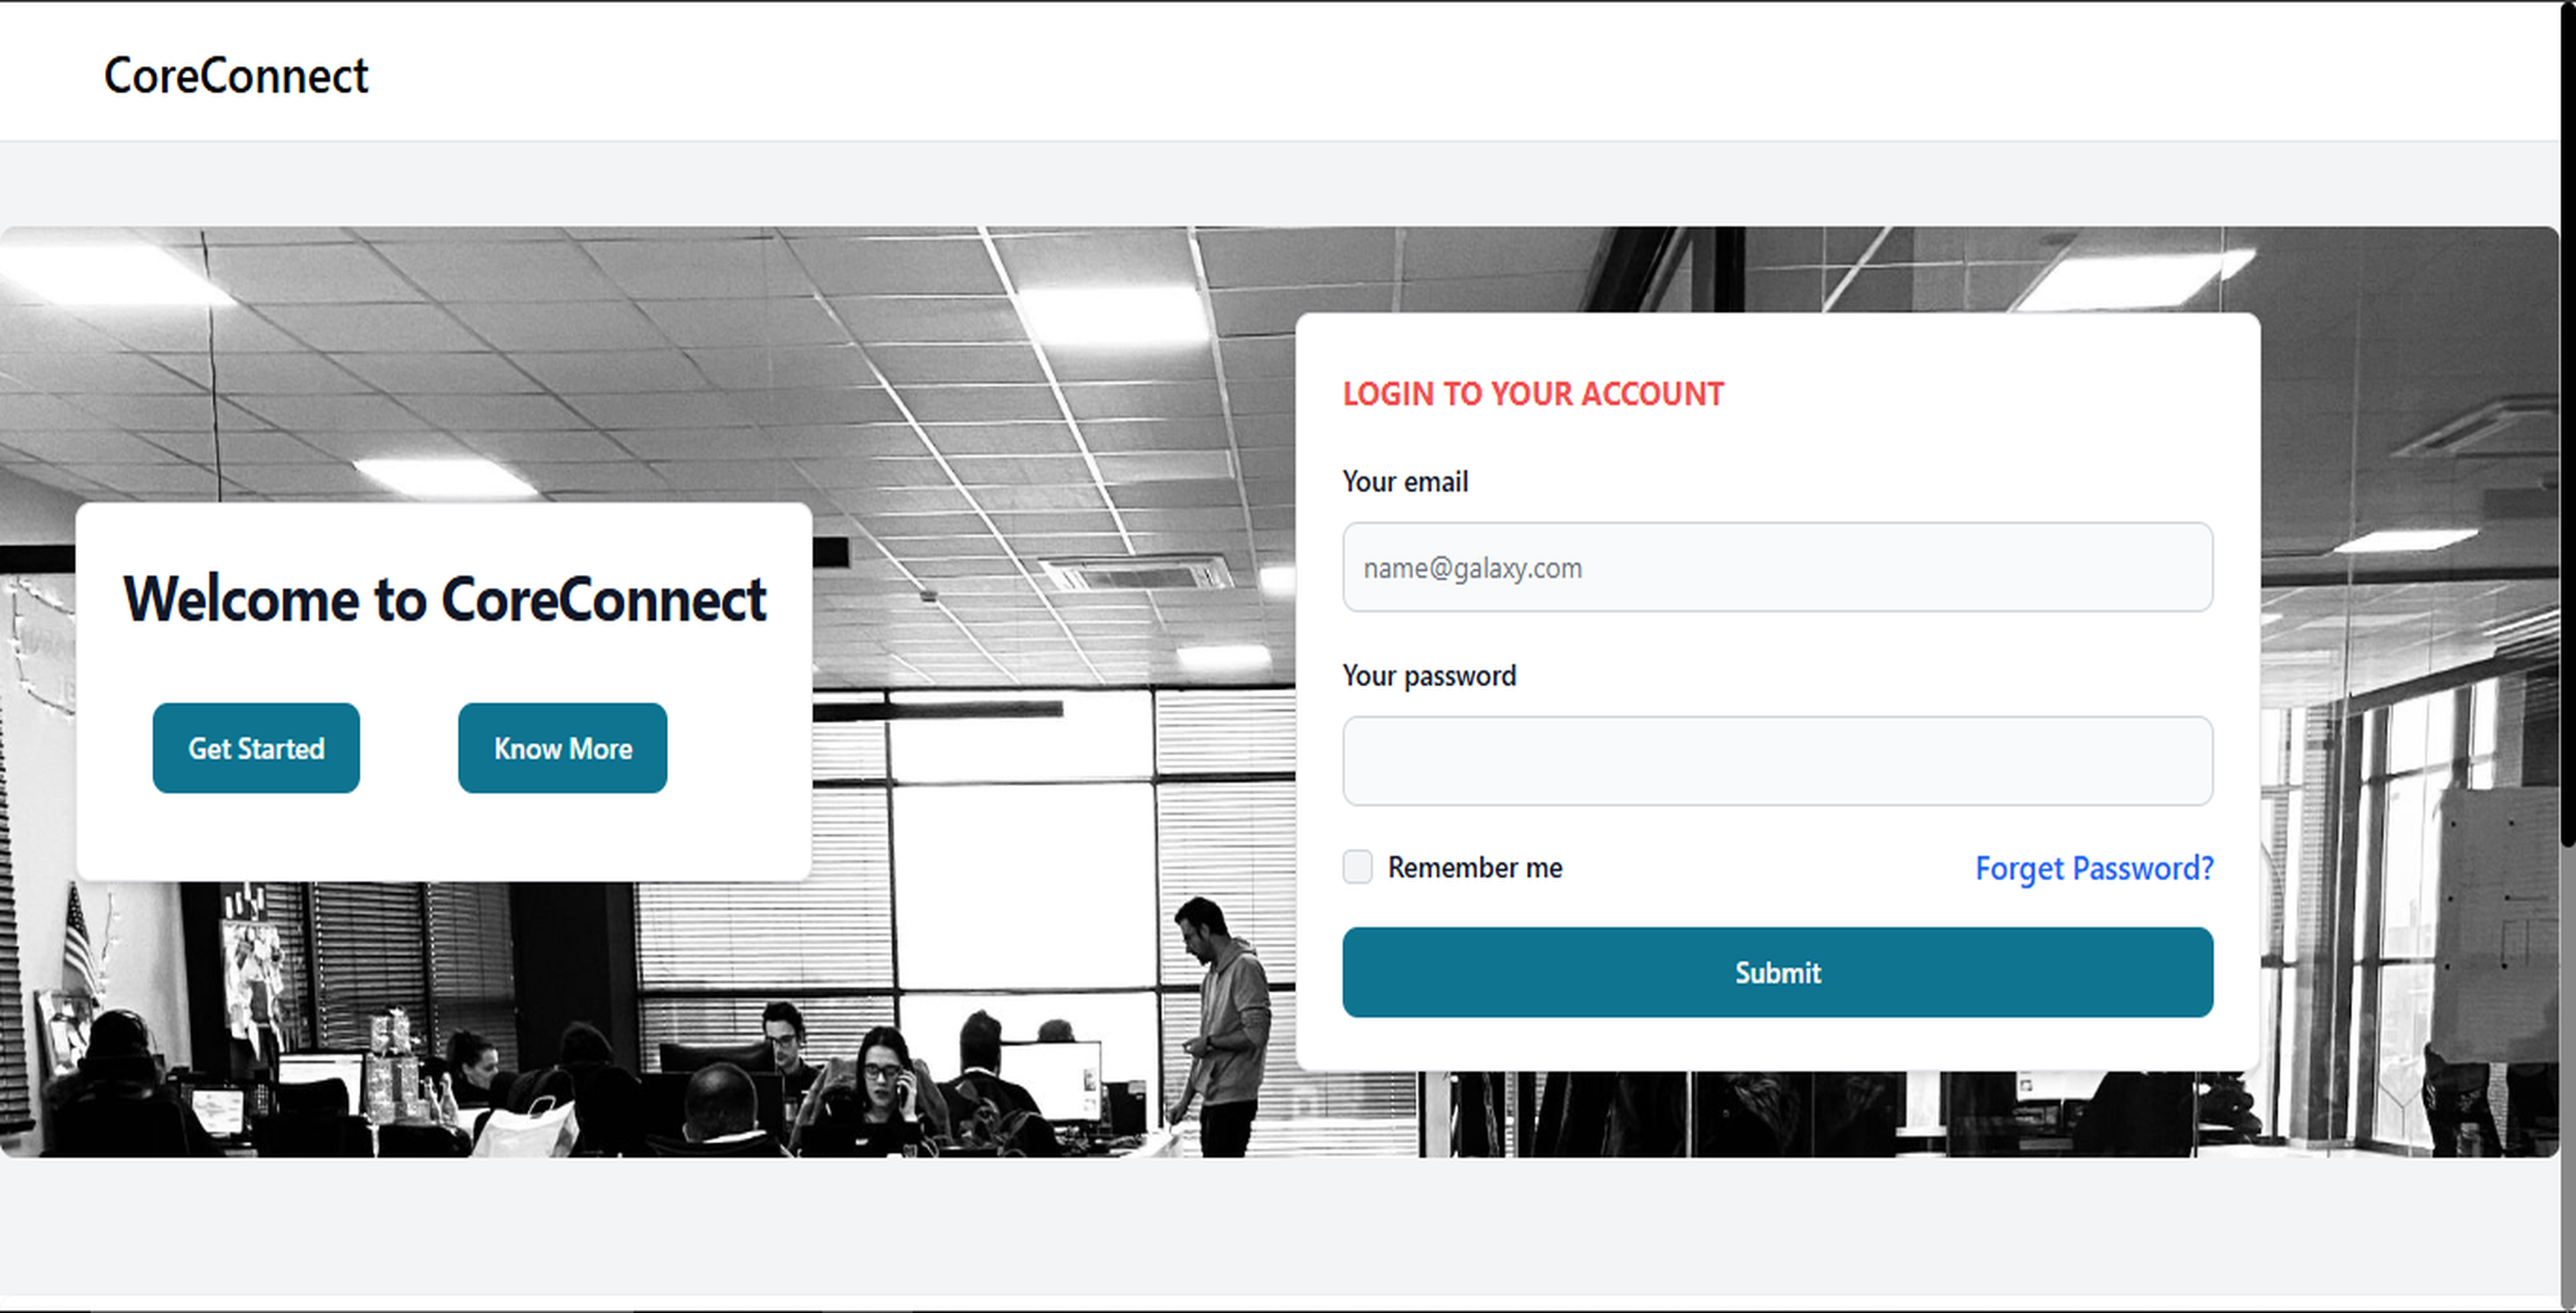 CoreConnect
Welcome to CoreConnect
Get Started
Know More
LOGIN TO YOUR ACCOUNT
Your email
name@galaxy.com
Your password
Remember me
Forget Password?
Submit